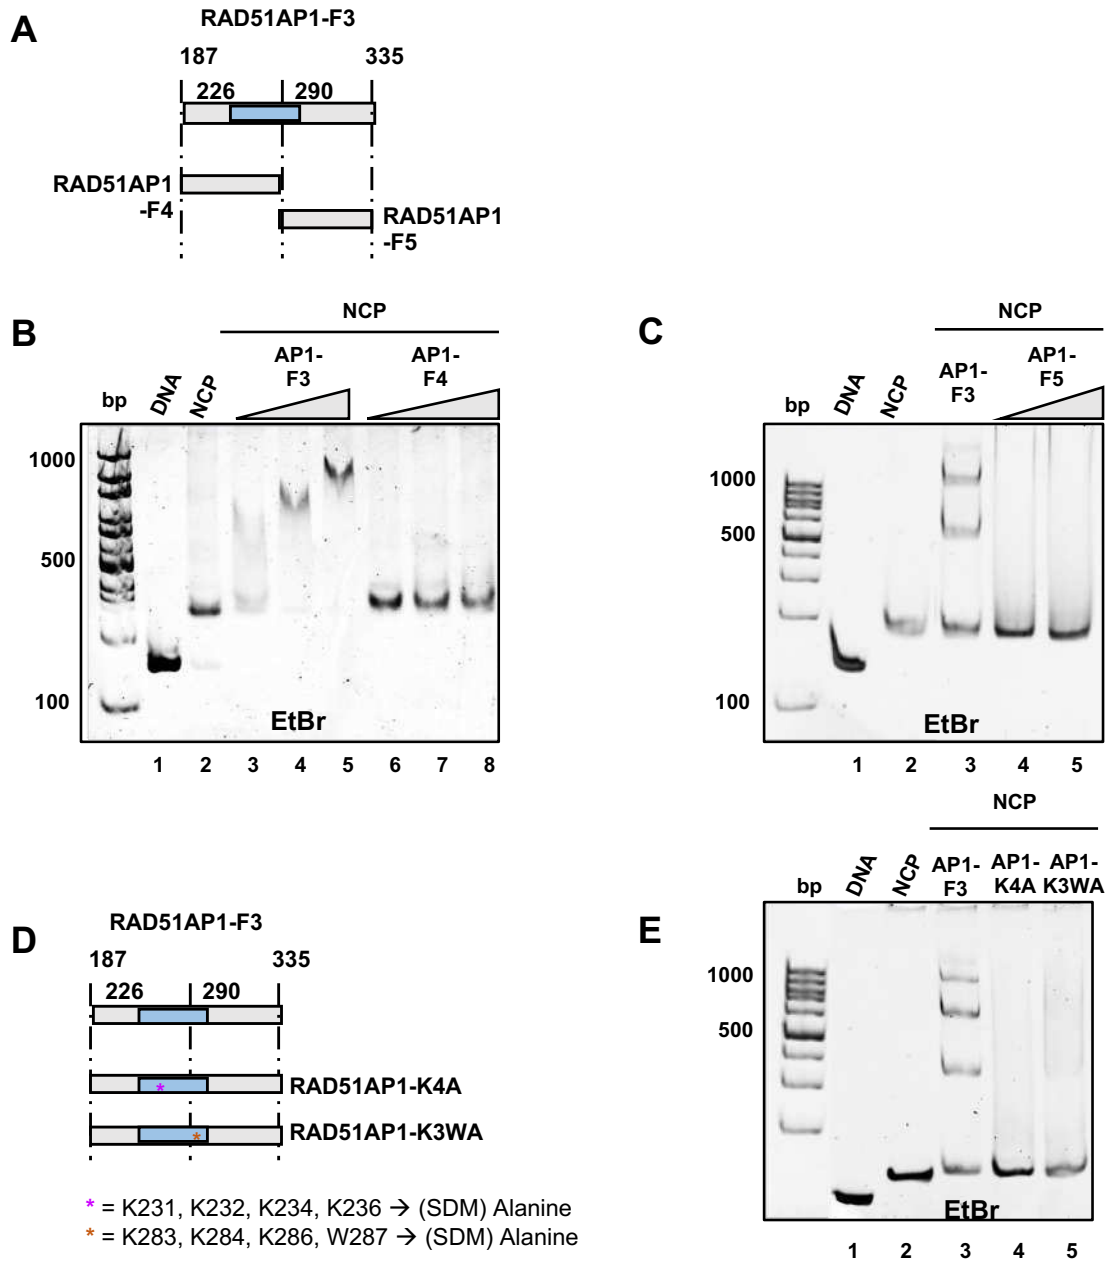 A
RAD51AP1-F3
187 335
226 290
RAD51AP1
-F4
RAD51AP1
-F5
B
NCP
AP1-
F3
AP1-
F4
bp
DNA
NCP
1000
500
100
EtBr
1 2 3 4 5 6 7 8
C
NCP
AP1-
F3
AP1-
F5
bp
DNA
NCP
1000
500
100
EtBr
1 2 3 4 5
D
RAD51AP1-F3
187 335
226 290
*
RAD51AP1-K4A
*
RAD51AP1-K3WA
* = K231, K232, K234, K236 → (SDM) Alanine
* = K283, K284, K286, W287 → (SDM) Alanine
E
NCP
bp
DNA
NCP
AP1-
F3
AP1-
K4A
AP1-
K3WA
1000
500
EtBr
1 2 3 4 5